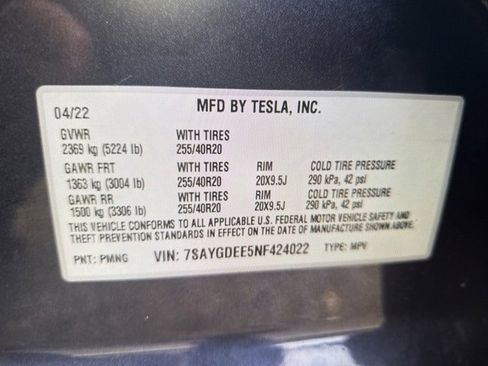 04/22 MFD BY TESLA, INC.
GVWR WITH TIRES
2369 kg (5224 lb) 255/40R20
GAWR FRT WITH TIRES RIM COLD TIRE PRESSURE
1363 kg (3004 lb) 255/40R20 20X9.5J 290 kPa, 42 psi
GAWR RR WITH TIRES RIM COLD TIRE PRESSURE
1500 kg (3306 lb) 255/40R20 20X9.5J 290 kPa, 42 psi
THIS VEHICLE CONFORMS TO ALL APPLICABLE U.S. FEDERAL MOTOR VEHICLE SAFETY AND
THEFT PREVENTION STANDARDS IN EFFECT ON THE DATE OF MANUFACTURE SHOWN ABOVE.
PNT: PMNG VIN: 7SAYGDEE5NF424022 TYPE: MPV